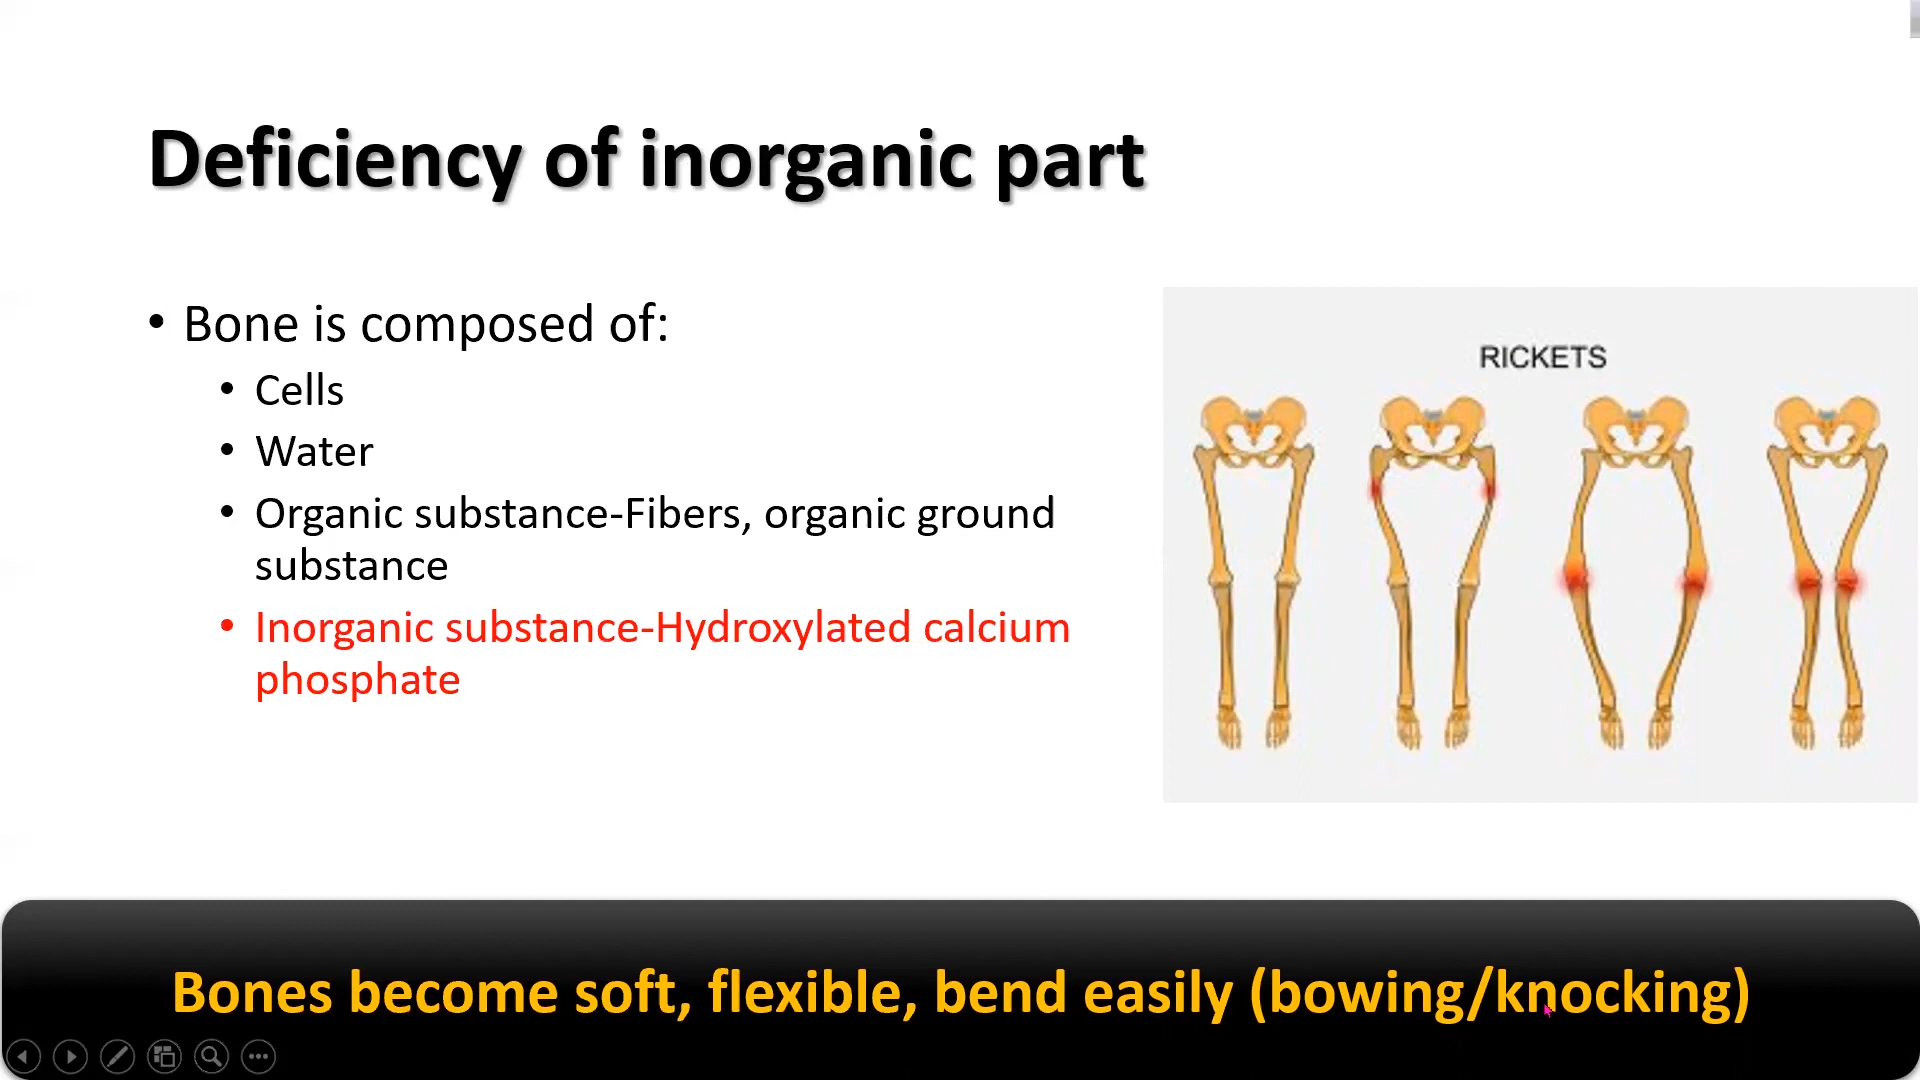 Deficiency of inorganic part
• Bone is composed of:
• Cells
• Water
• Organic substance-Fibers, organic ground
substance
• Inorganic substance-Hydroxylated calcium
phosphate
RICKETS
Bones become soft, flexible, bend easily (bowing/knocking)